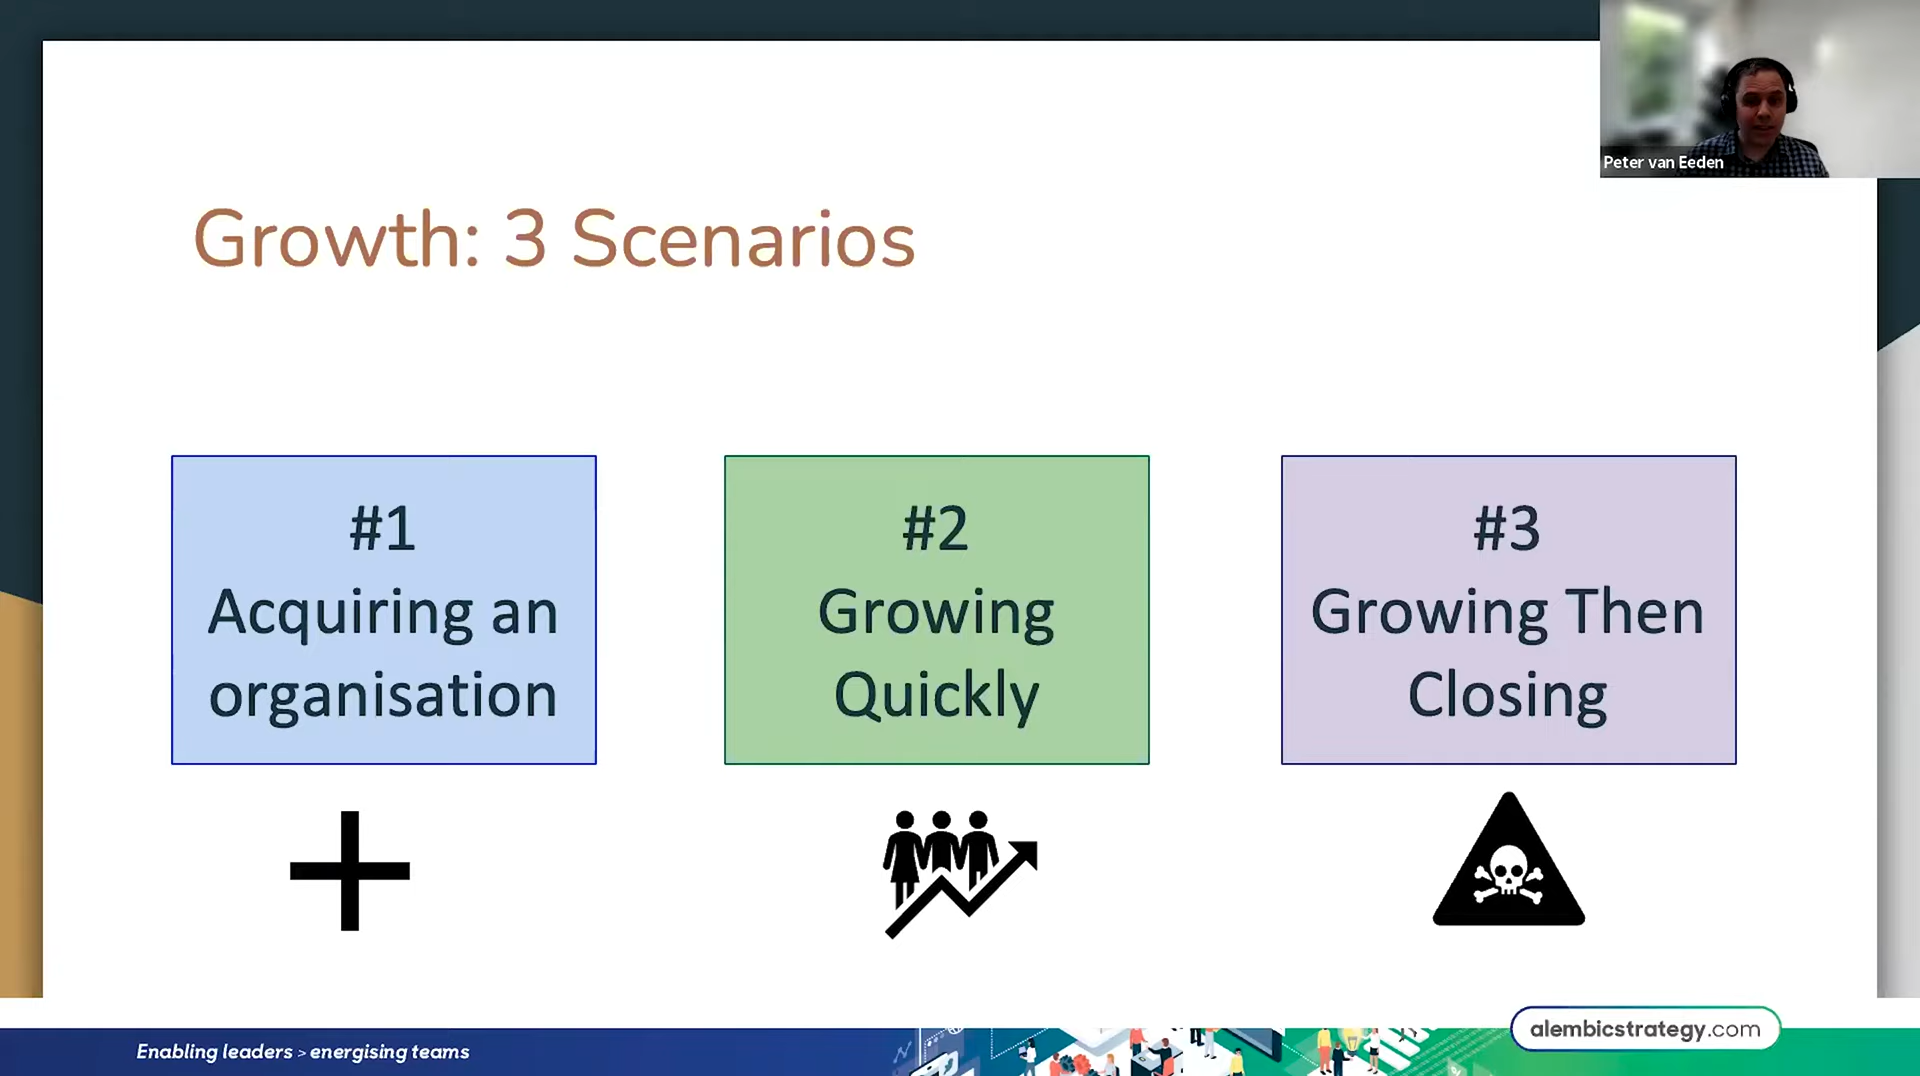 Peter van Eeden
Growth: 3 Scenarios
#1
Acquiring an
organisation
#2
Growing
Quickly
#3
Growing Then
Closing
Enabling leaders > energising teams
alembicstrategy.com